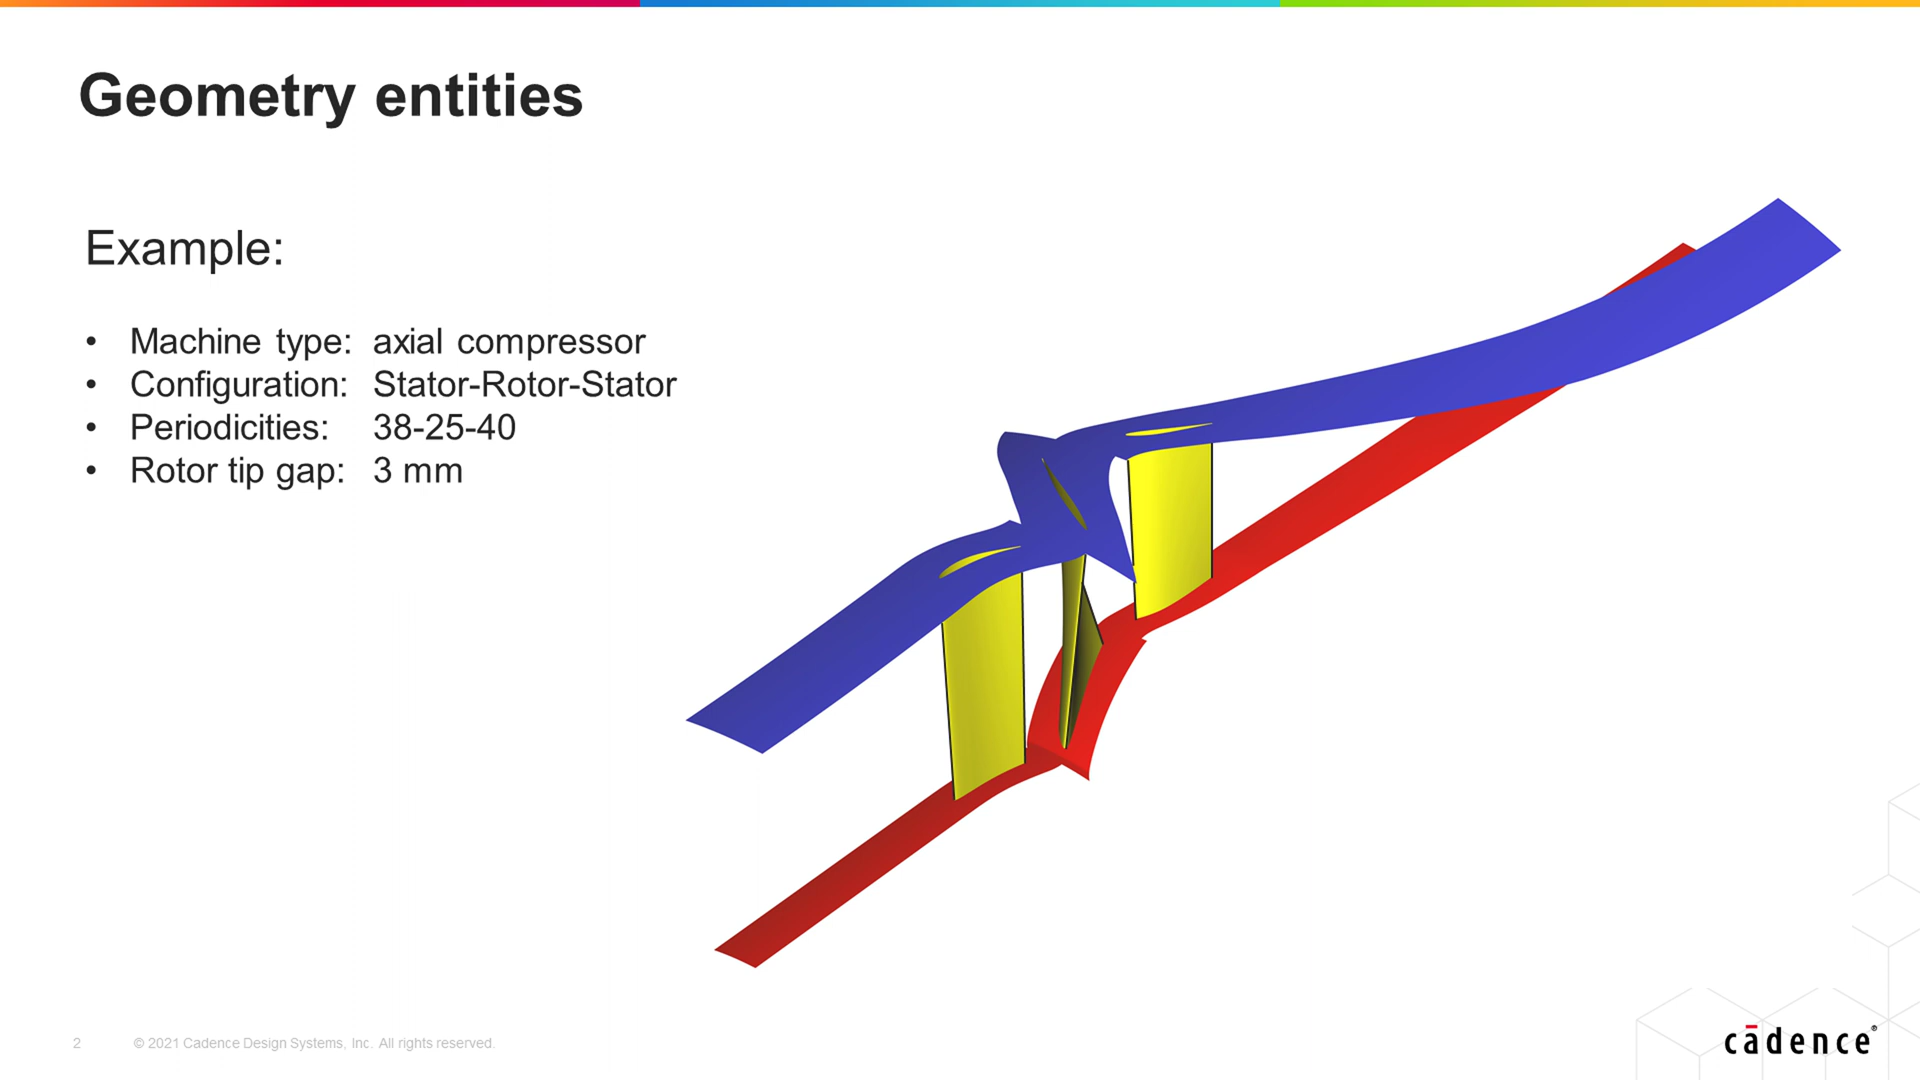 Geometry entities
Example:
• Machine type: axial compressor
• Configuration: Stator-Rotor-Stator
• Periodicities: 38-25-40
• Rotor tip gap: 3 mm
2 © 2021 Cadence Design Systems, Inc. All rights reserved.
cādence®